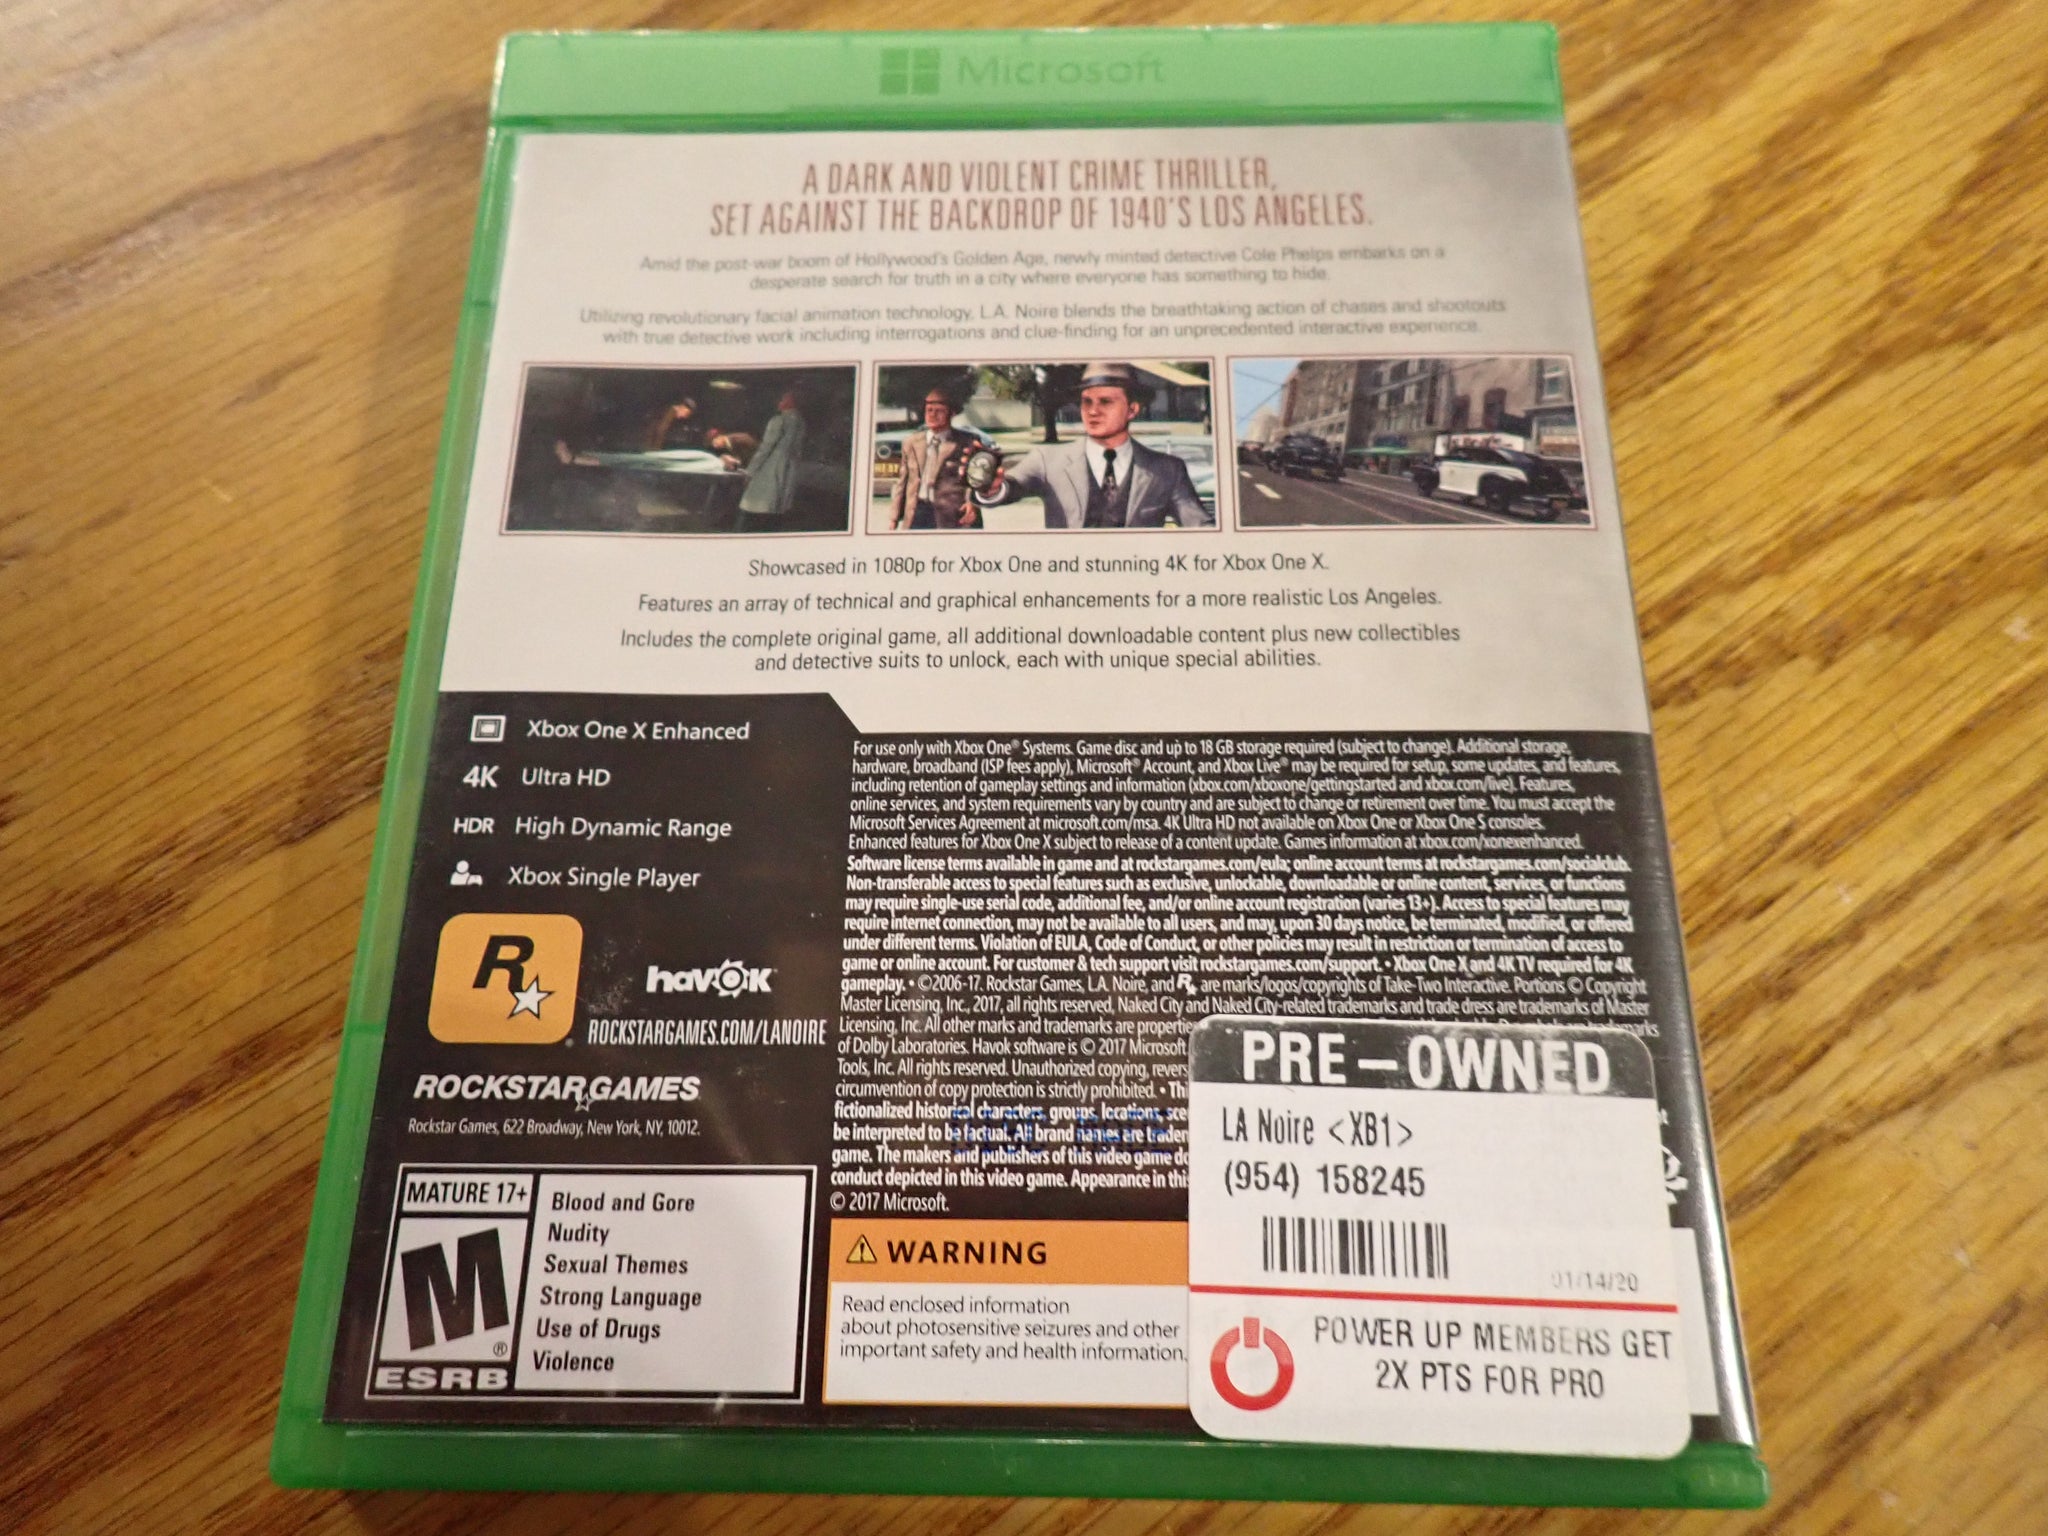 Microsoft
A DARK AND VIOLENT CRIME THRILLER,
SET AGAINST THE BACKDROP OF 1940'S LOS ANGELES.
Amid the post-war boom of Hollywood's Golden Age, newly minted detective Cole Phelps embarks on a
desperate search for truth in a city where everyone has something to hide.
Utilizing revolutionary facial animation technology, L.A. Noire blends the breathtaking action of chases and shootouts
with true detective work including interrogations and clue-finding for an unprecedented interactive experience.
Showcased in 1080p for Xbox One and stunning 4K for Xbox One X.
Features an array of technical and graphical enhancements for a more realistic Los Angeles.
Includes the complete original game, all additional downloadable content plus new collectibles
and detective suits to unlock, each with unique special abilities.
Xbox One X Enhanced
4K Ultra HD
HDR High Dynamic Range
Xbox Single Player
R
havok
ROCKSTARGAMES.COM/LANOIRE
ROCKSTAR GAMES
Rockstar Games, 622 Broadway, New York, NY, 10012.
MATURE 17+
M
ESRB
Blood and Gore
Nudity
Sexual Themes
Strong Language
Use of Drugs
Violence
For use only with Xbox One® Systems. Game disc and up to 18 GB storage required (subject to change). Additional storage,
hardware, broadband (ISP fees apply), Microsoft® Account, and Xbox Live® may be required for setup, some updates, and features,
including retention of gameplay settings and information (xbox.com/xboxone/gettingstarted and xbox.com/live). Features,
online services, and system requirements vary by country and are subject to change or retirement over time. You must accept the
Microsoft Services Agreement at microsoft.com/msa. 4K Ultra HD not available on Xbox One or Xbox One S consoles.
Enhanced features for Xbox One X subject to release of a content update. Games information at xbox.com/xonexenhanced.
Software license terms available in game and at rockstargames.com/eula; online account terms at rockstargames.com/socialclub.
Non-transferable access to special features such as exclusive, unlockable, downloadable or online content, services, or functions
may require single-use serial code, additional fee, and/or online account registration (varies 13+). Access to special features may
require internet connection, may not be available to all users, and may, upon 30 days notice, be terminated, modified, or offered
under different terms. Violation of EULA, Code of Conduct, or other policies may result in restriction or termination of access to
game or online account. For customer & tech support visit rockstargames.com/support. • Xbox One X and 4K TV required for 4K
gameplay. • ©2006-17. Rockstar Games, L.A. Noire, and R are marks/logos/copyrights of Take-Two Interactive. Portions © Copyright
Master Licensing, Inc., 2017, all rights reserved, Naked City and Naked City-related trademarks and trade dress are trademarks of Master
Licensing, Inc. All other marks and trademarks are properties trademarks
of Dolby Laboratories. Havok software is © 2017 Microsoft.
Tools, Inc. All rights reserved. Unauthorized copying, revers
circumvention of copy protection is strictly prohibited. • Thi
fictionalized historical characters, groups, locations, sce
be interpreted to be factual. All brand names are tradem
game. The makers and publishers of this video game do
conduct depicted in this video game. Appearance in this
© 2017 Microsoft.
WARNING
Read enclosed information
about photosensitive seizures and other
important safety and health information.
PRE-OWNED
LA Noire <XB1>
(954) 158245
01/14/20
POWER UP MEMBERS GET
2X PTS FOR PRO